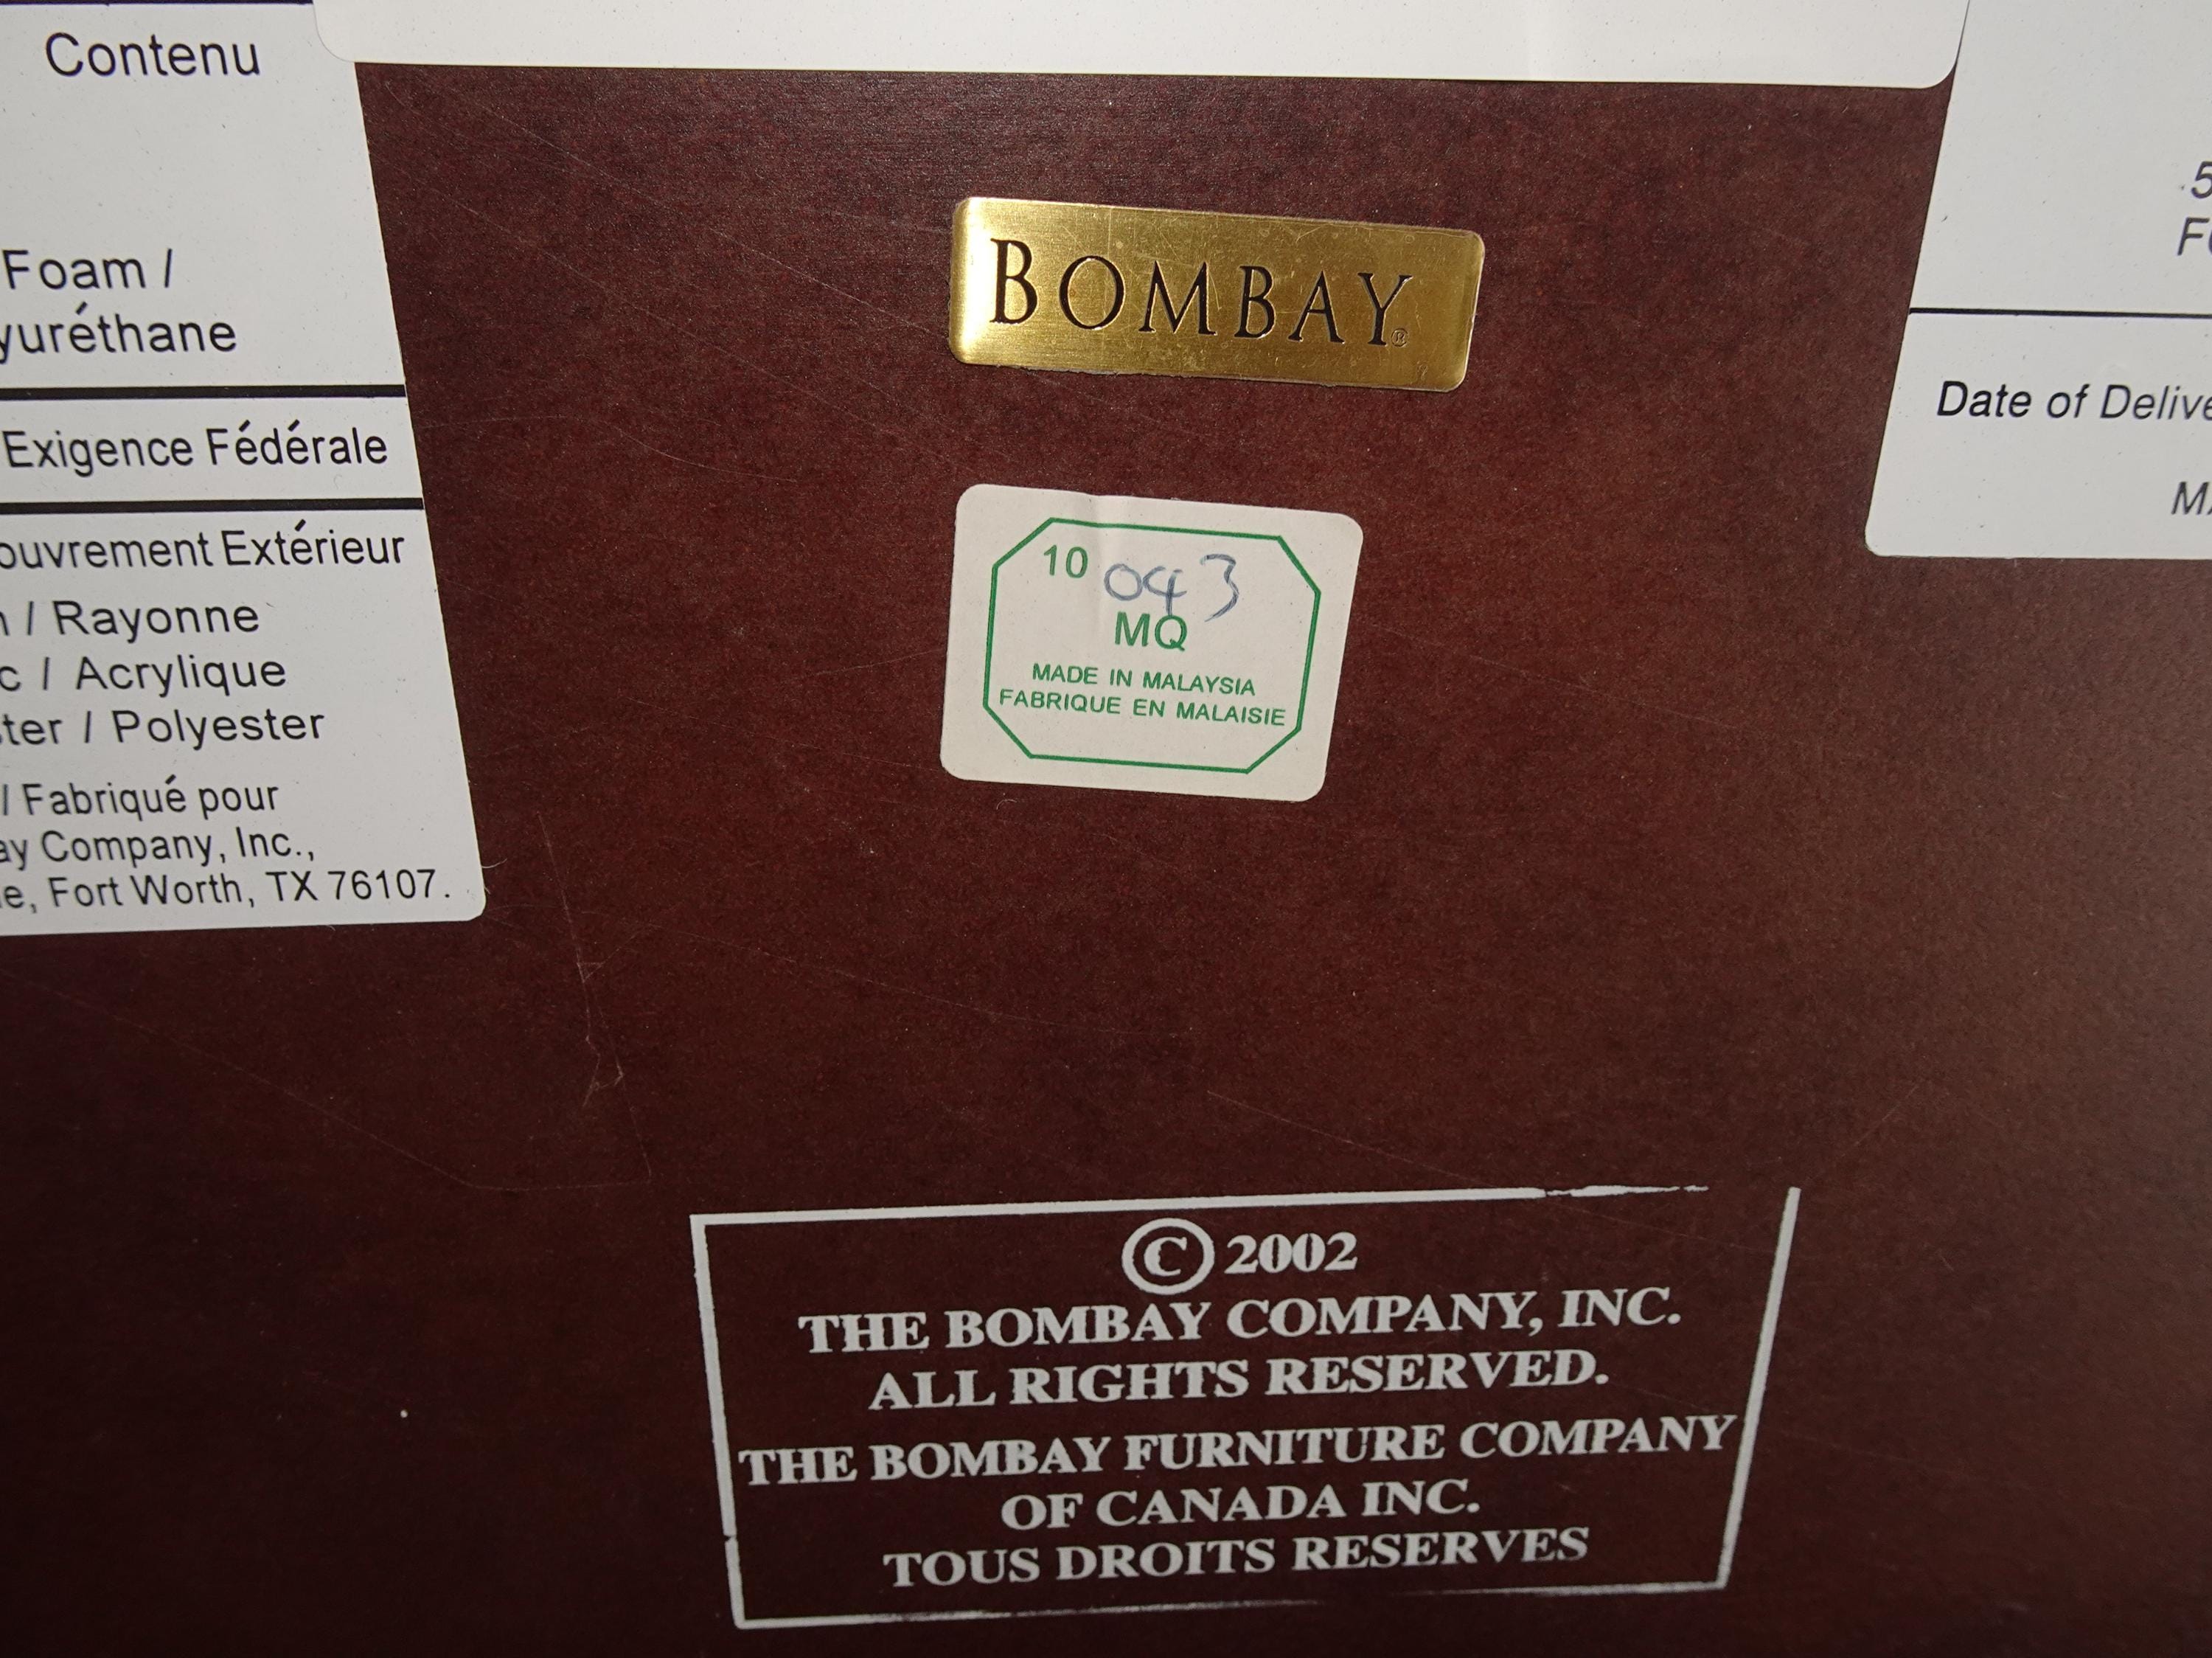 Contenu
Foam /
yuréthane
Exigence Fédérale
ouvrement Extérieur
/ Rayonne
c / Acrylique
ter / Polyester
/ Fabriqué pour
ay Company, Inc.,
e, Fort Worth, TX 76107.
BOMBAY®
10 043
MQ
MADE IN MALAYSIA
FABRIQUE EN MALAISIE
5
Date of Delive
© 2002
THE BOMBAY COMPANY, INC.
ALL RIGHTS RESERVED.
THE BOMBAY FURNITURE COMPANY
OF CANADA INC.
TOUS DROITS RESERVES